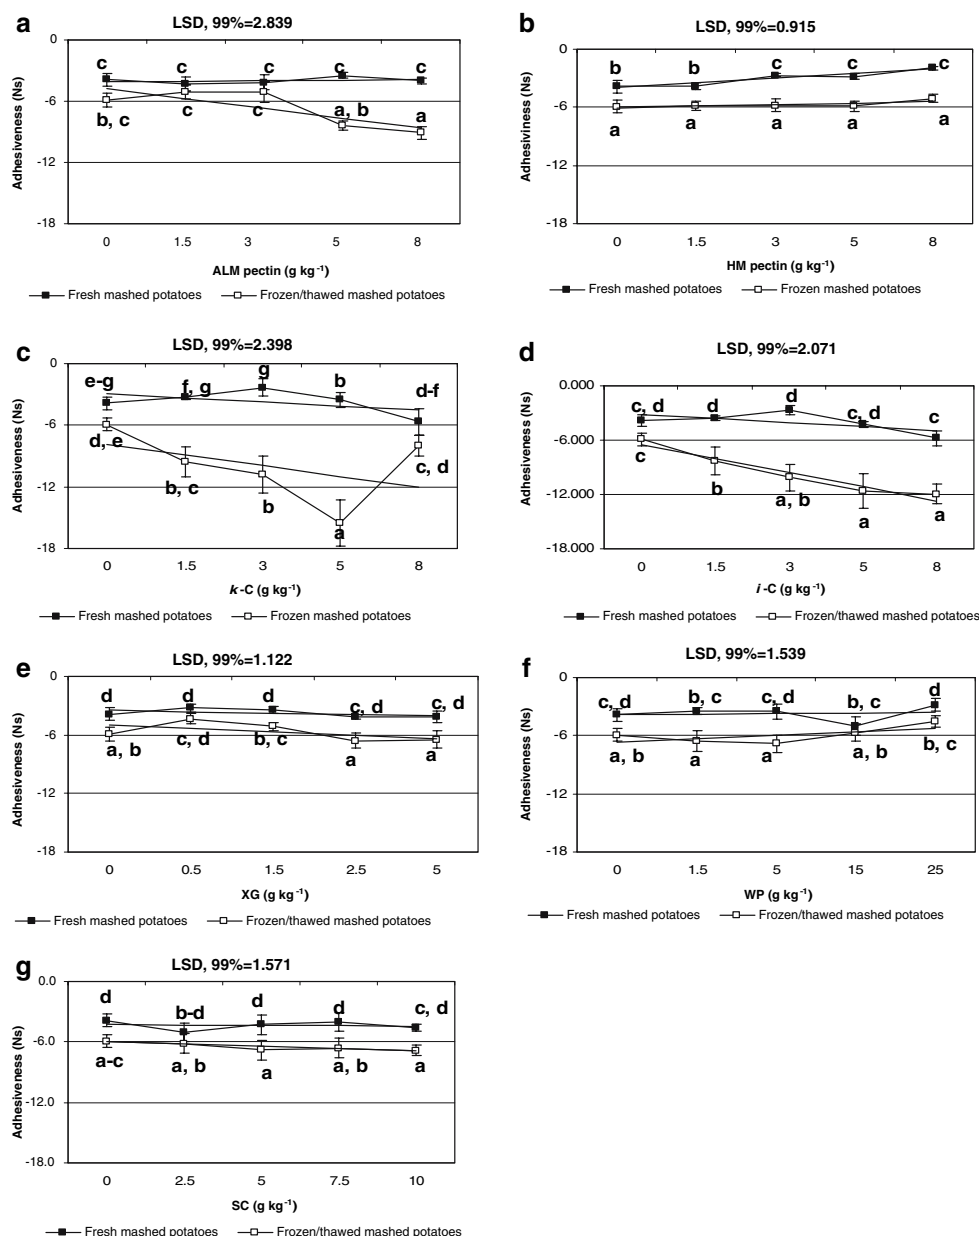 a
LSD, 99%=2.839
Adhesiveness (Ns)
0
-6
-12
-18
c c c c c
b, c c c a, b a
0 1.5 3 5 8
ALM pectin (g kg-1)
Fresh mashed potatoes Frozen/thawed mashed potatoes
b
LSD, 99%=0.915
Adhesiviness (Ns)
0
-6
-12
-18
b b c c c
a a a a a
0 1.5 3 5 8
HM pectin (g kg-1)
Fresh mashed potatoes Frozen mashed potatoes
c
LSD, 99%=2.398
Adhesiveness (Ns)
0
-6
-12
-18
e-g f, g g b d-f
d, e b, c b a c, d
0 1.5 3 5 8
k-C (g kg-1)
Fresh mashed potatoes Frozen mashed potatoes
d
LSD, 99%=2.071
Adhesiveness (Ns)
0.000
-6.000
-12.000
-18.000
c, d d d c, d c
c b a, b a a
0 1.5 3 5 8
i -C (g kg-1)
Fresh mashed potatoes Frozen/thawed mashed potatoes
e
LSD, 99%=1.122
Adhesiveness (Ns)
0
-6
-12
-18
d d d c, d c, d
a, b c, d b, c a a
0 0.5 1.5 2.5 5
XG (g kg-1)
Fresh mashed potatoes Frozen/thawed mashed potatoes
f
LSD, 99%=1.539
Adhesiveness (Ns)
0
-6
-12
-18
c, d b, c c, d b, c d
a, b a a a, b b, c
0 1.5 5 15 25
WP (g kg-1)
Fresh mashed potatoes Frozen/thawed mashed potatoes
g
LSD, 99%=1.571
Adhesiveness (Ns)
0.0
-6.0
-12.0
-18.0
d b-d d d c, d
a-c a, b a a, b a
0 2.5 5 7.5 10
SC (g kg-1)
Fresh mashed potatoes Frozen/thawed mashed potatoes